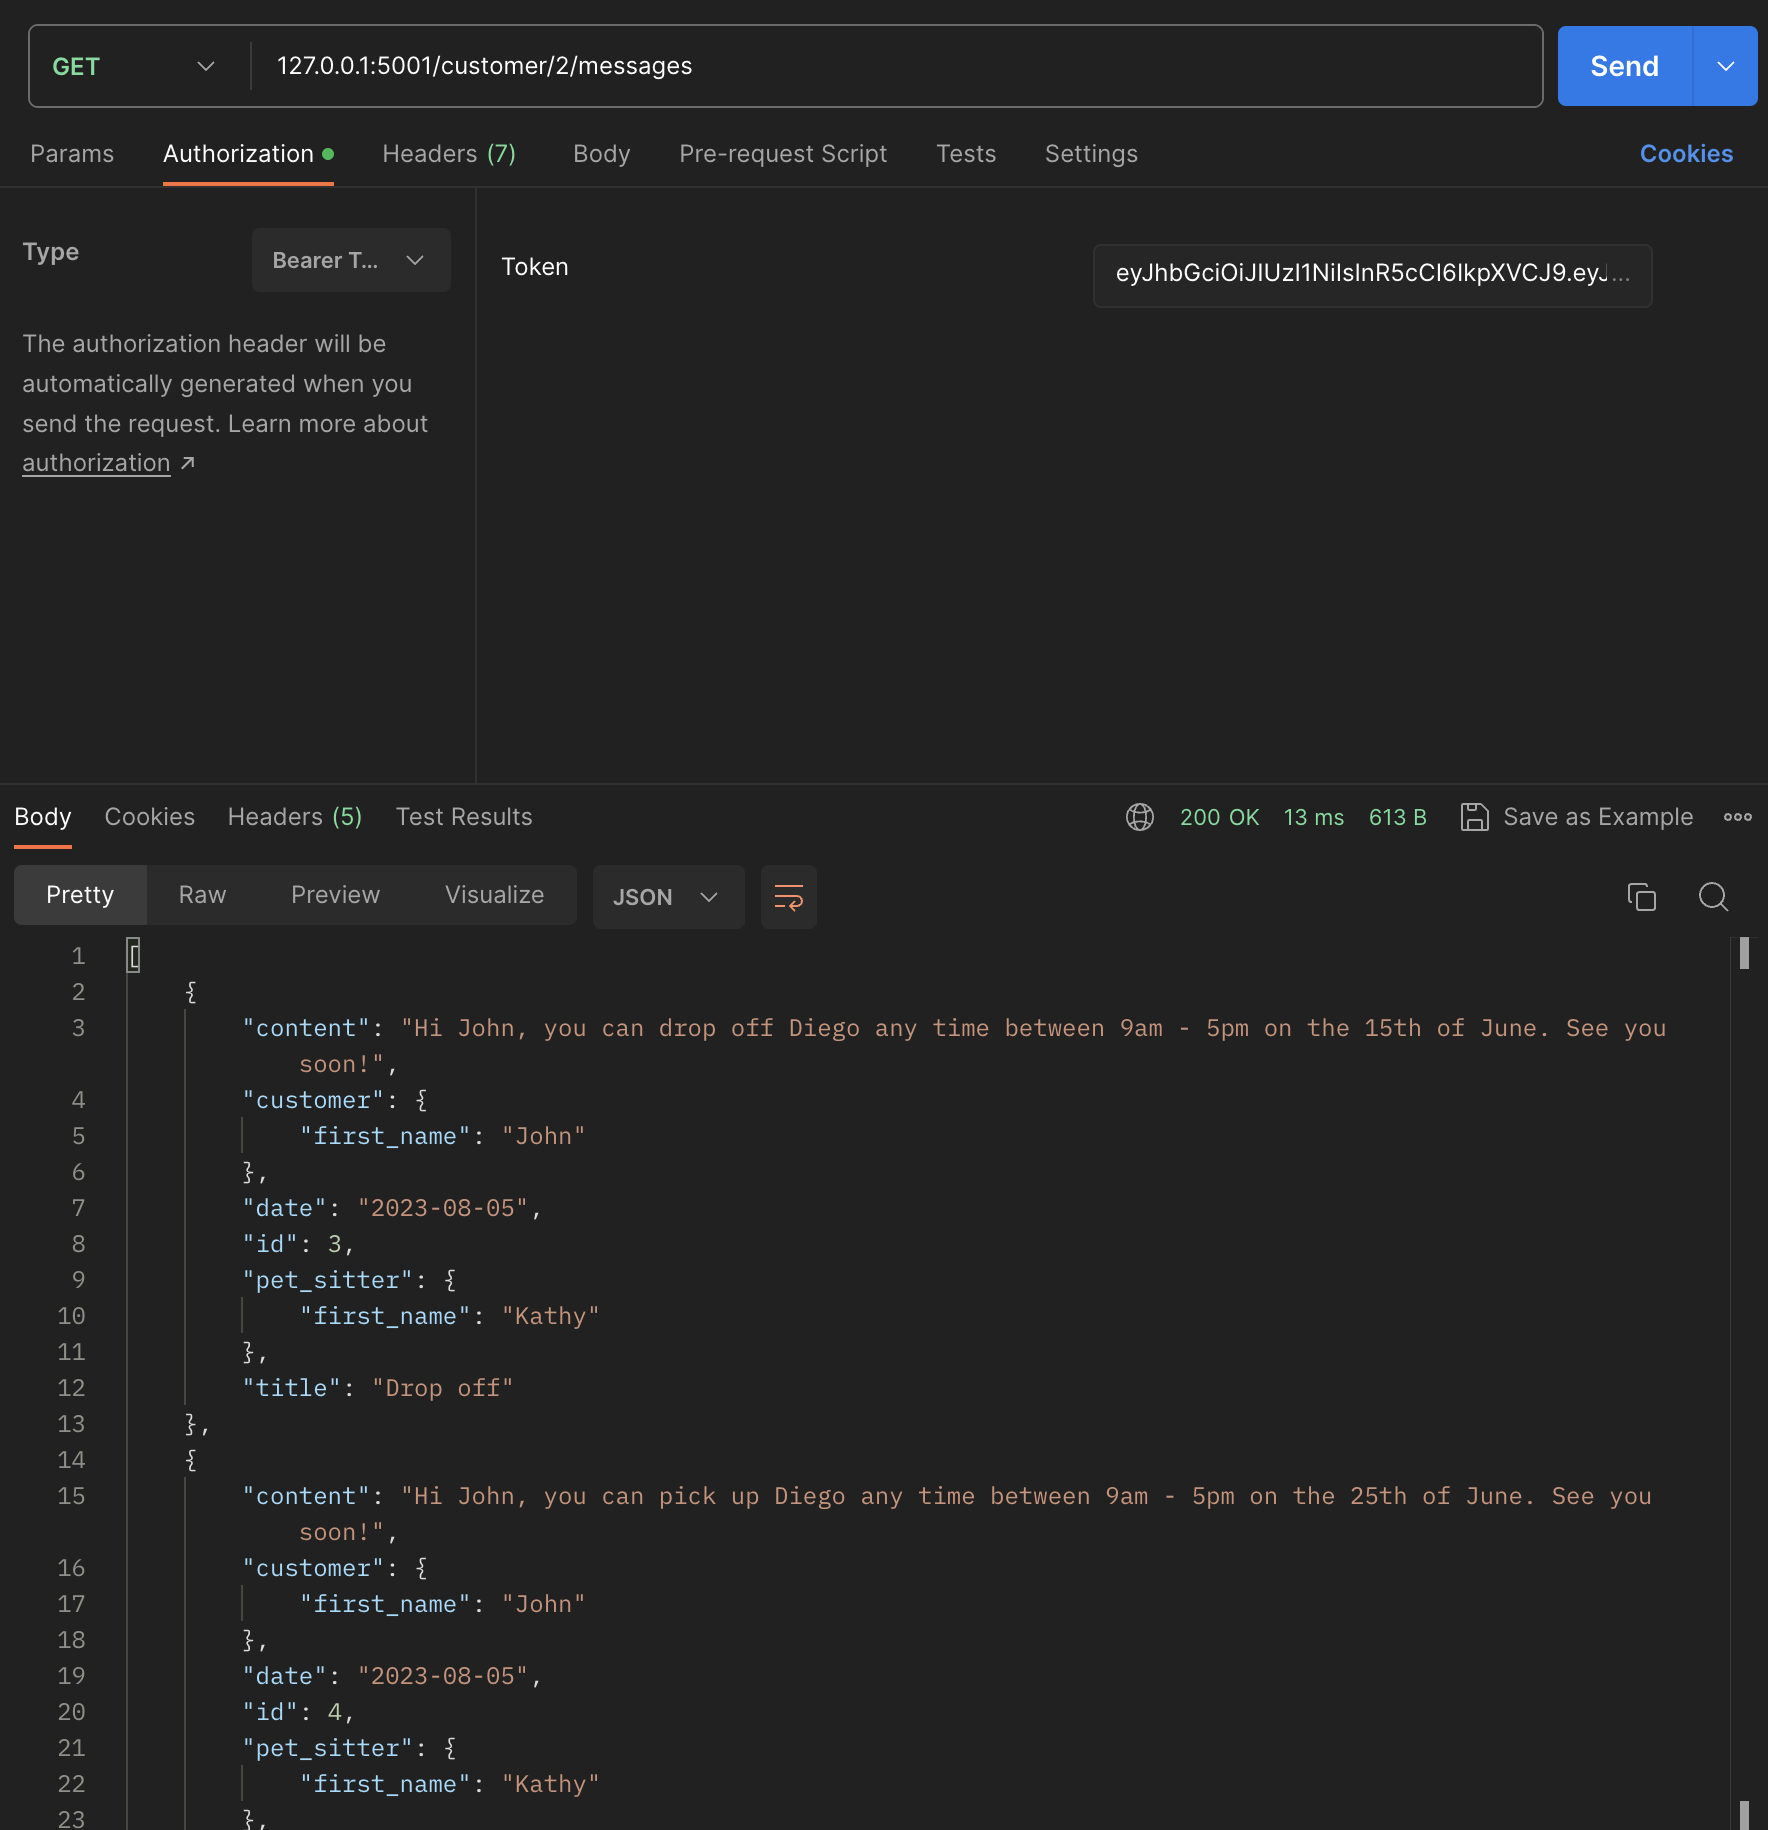 GET 127.0.0.1:5001/customer/2/messages Send
Params Authorization Headers (7) Body Pre-request Script Tests Settings Cookies
Type Bearer T...
The authorization header will be
automatically generated when you
send the request. Learn more about
authorization ↗
Token eyJhbGciOiJIUzI1NiIsInR5cCI6IkpXVCJ9.eyJ...
Body Cookies Headers (5) Test Results 200 OK 13 ms 613 B Save as Example
Pretty Raw Preview Visualize JSON
1 [
2 {
3 "content": "Hi John, you can drop off Diego any time between 9am - 5pm on the 15th of June. See you
soon!",
4 "customer": {
5 "first_name": "John"
6 },
7 "date": "2023-08-05",
8 "id": 3,
9 "pet_sitter": {
10 "first_name": "Kathy"
11 },
12 "title": "Drop off"
13 },
14 {
15 "content": "Hi John, you can pick up Diego any time between 9am - 5pm on the 25th of June. See you
soon!",
16 "customer": {
17 "first_name": "John"
18 },
19 "date": "2023-08-05",
20 "id": 4,
21 "pet_sitter": {
22 "first_name": "Kathy"
23 },